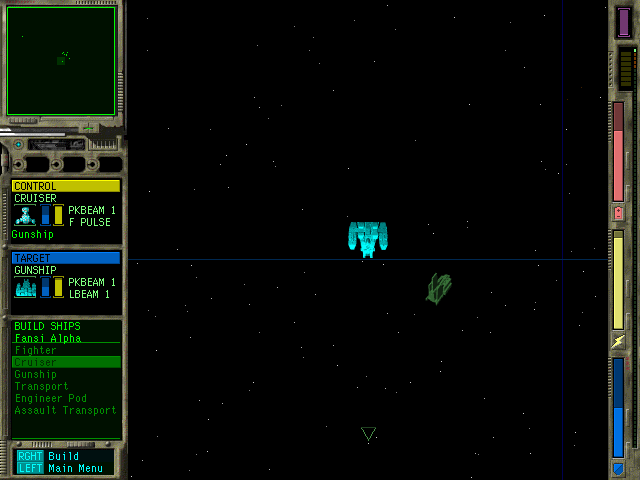 CONTROL
CRUISER
PKBEAM 1
F PULSE
Gunship
TARGET
GUNSHIP
PKBEAM 1
LBEAM 1
BUILD SHIPS
Fansi Alpha
Fighter
Cruiser
Gunship
Transport
Engineer Pod
Assault Transport
RGHT Build
LEFT Main Menu